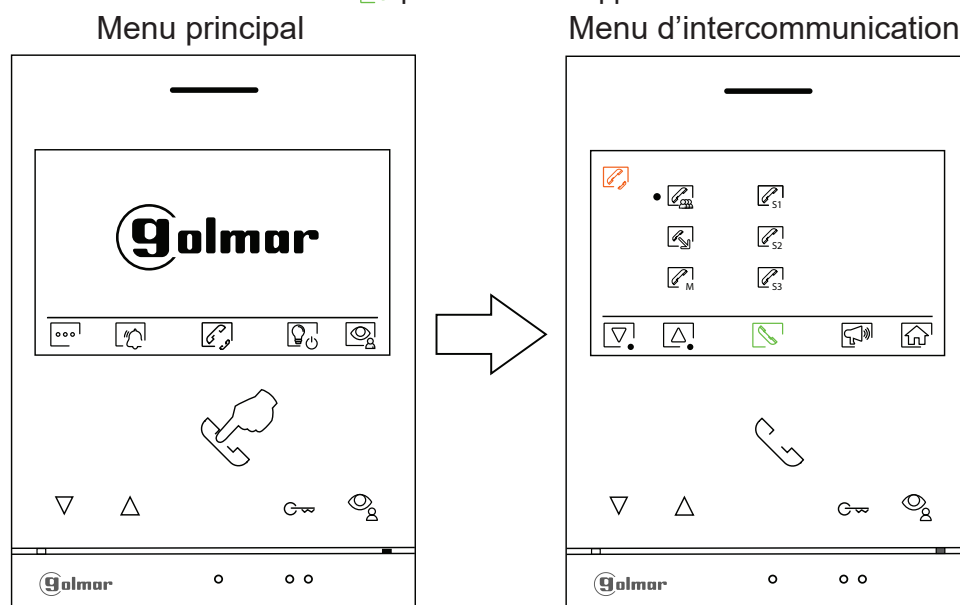 Menu principal
Menu d’intercommunication
golmar
S1
S2
M
S3
golmar
golmar